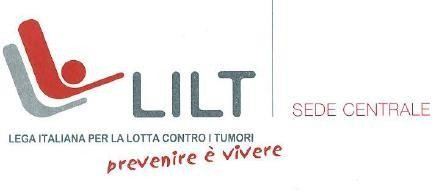 LILT
SEDE CENTRALE
LEGA ITALIANA PER LA LOTTA CONTRO I TUMORI
prevenire è vivere